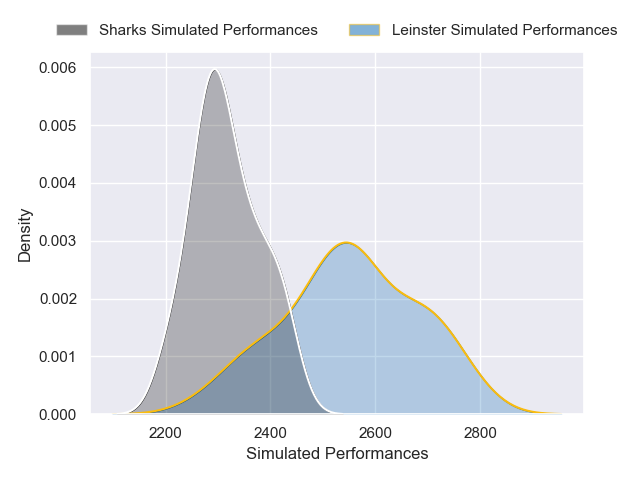 Sharks Simulated Performances
Leinster Simulated Performances
0.006
0.005
0.004
0.003
0.002
0.001
0.000
Density
2200
2400
2600
2800
Simulated Performances